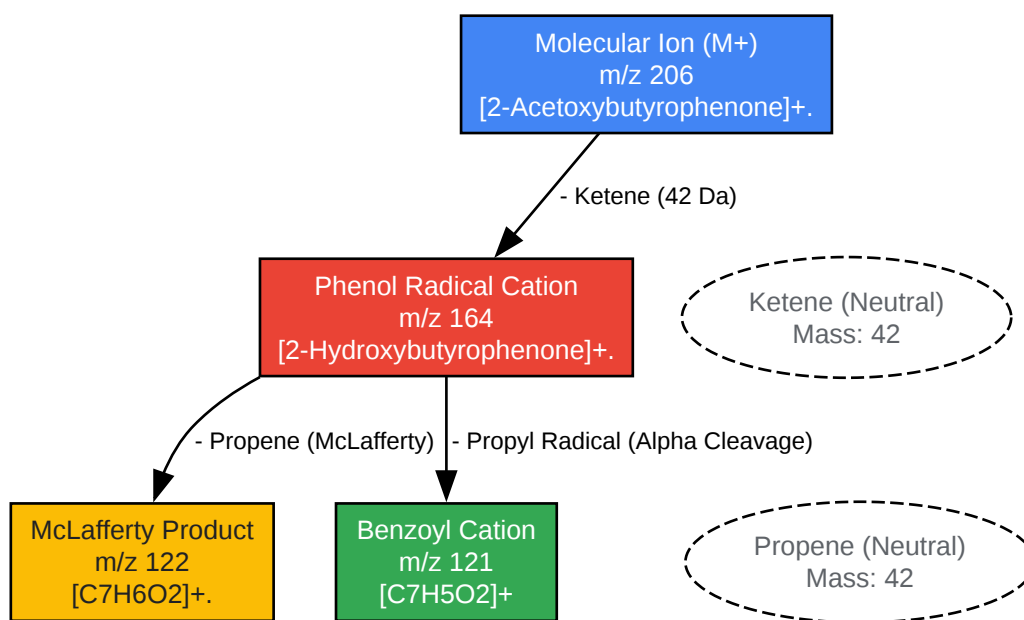 Molecular Ion (M+)
m/z 206
[2-Acetoxybutyrophenone]+.
- Ketene (42 Da)
Phenol Radical Cation
m/z 164
[2-Hydroxybutyrophenone]+.
Ketene (Neutral)
Mass: 42
- Propene (McLafferty)
- Propyl Radical (Alpha Cleavage)
McLafferty Product
m/z 122
[C7H6O2]+.
Benzoyl Cation
m/z 121
[C7H5O2]+
Propene (Neutral)
Mass: 42